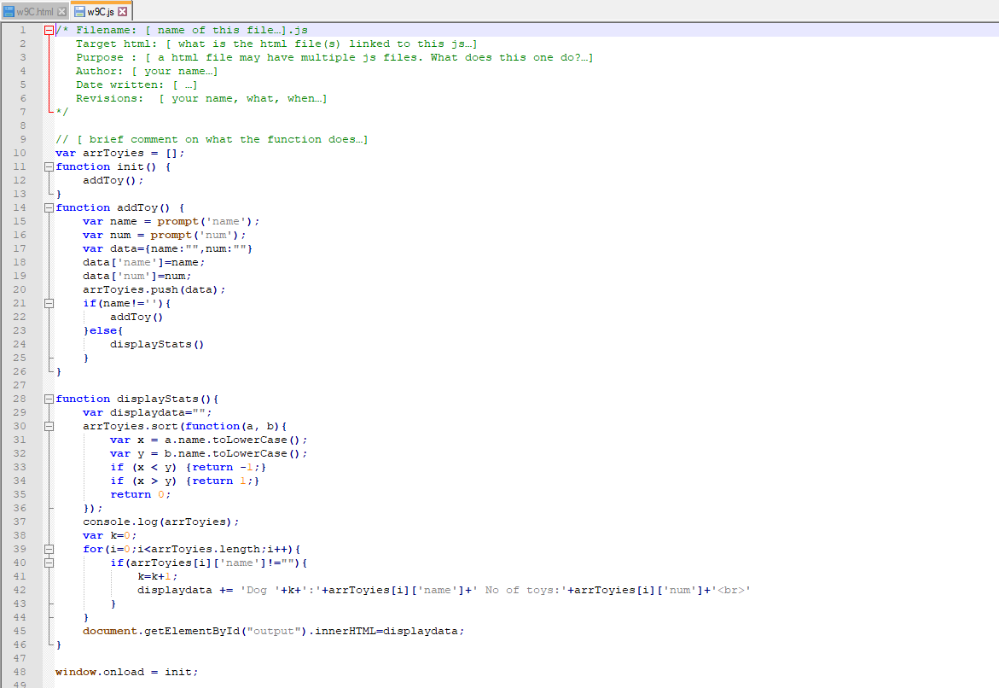 w9C.html w9C.js
1 /* Filename: [ name of this file…].js
2 Target html: [ what is the html file(s) linked to this js…]
3 Purpose : [ a html file may have multiple js files. What does this one do?…]
4 Author: [ your name…]
5 Date written: [ …]
6 Revisions:  [ your name, what, when…]
7 */
8
9 // [ brief comment on what the function does…]
10 var arrToyies = [];
11 function init() {
12 addToy();
13 }
14 function addToy() {
15 var name = prompt('name');
16 var num = prompt('num');
17 var data={name:"",num:""}
18 data['name']=name;
19 data['num']=num;
20 arrToyies.push(data);
21 if(name!=''){
22 addToy()
23 }else{
24 displayStats()
25 }
26 }
27
28 function displayStats(){
29 var displaydata="";
30 arrToyies.sort(function(a, b){
31 var x = a.name.toLowerCase();
32 var y = b.name.toLowerCase();
33 if (x < y) {return -1;}
34 if (x > y) {return 1;}
35 return 0;
36 });
37 console.log(arrToyies);
38 var k=0;
39 for(i=0;i<arrToyies.length;i++){
40 if(arrToyies[i]['name']!=""){
41 k=k+1;
42 displaydata += 'Dog '+k+':'+arrToyies[i]['name']+' No of toys:'+arrToyies[i]['num']+'<br>'
43 }
44 }
45 document.getElementById("output").innerHTML=displaydata;
46 }
47
48 window.onload = init;
49